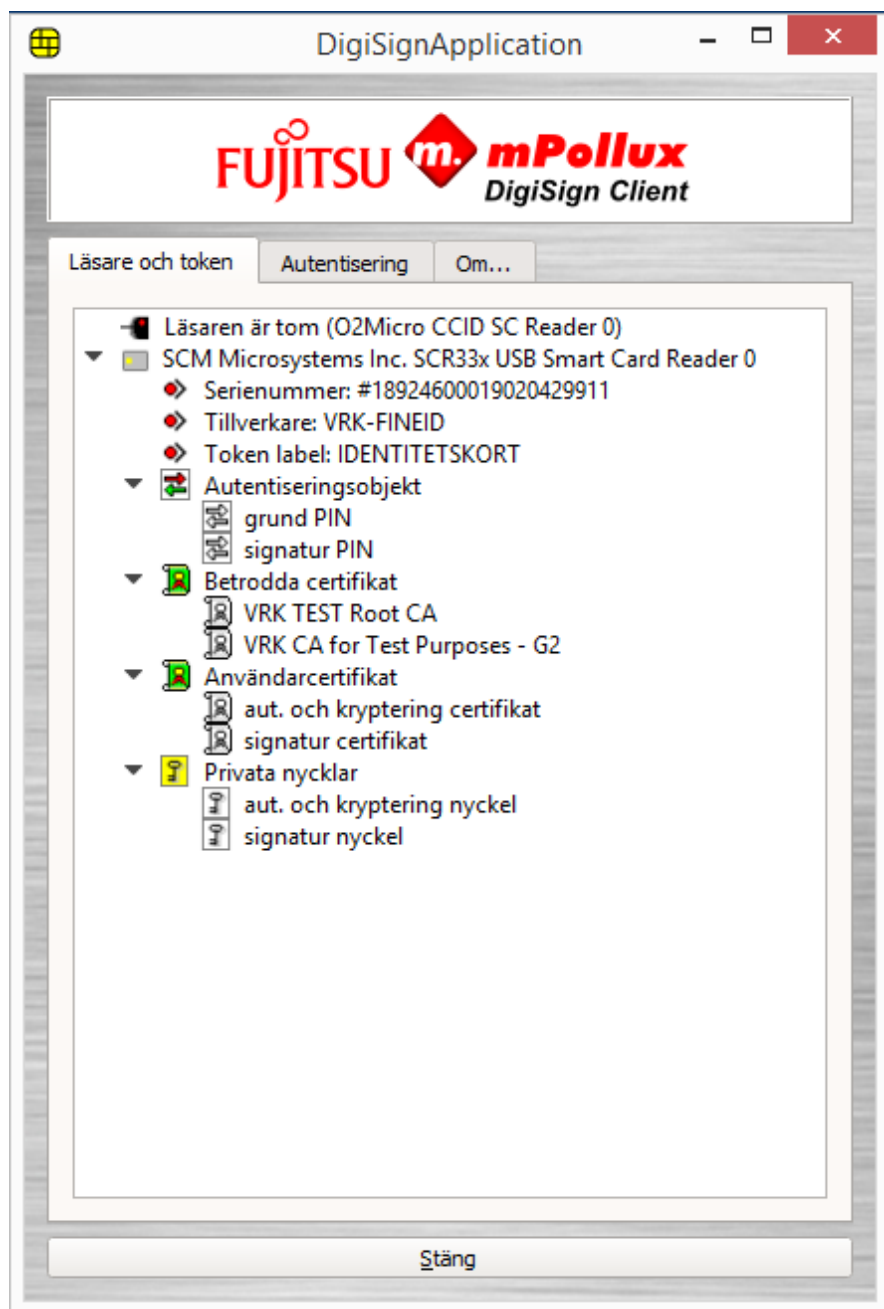 DigiSignApplication
FUJITSU m. mPollux
DigiSign Client
Läsare och token Autentisering Om...
Läsaren är tom (O2Micro CCID SC Reader 0)
SCM Microsystems Inc. SCR33x USB Smart Card Reader 0
Serienummer: #18924600019020429911
Tillverkare: VRK-FINEID
Token label: IDENTITETSKORT
Autentiseringsobjekt
grund PIN
signatur PIN
Betrodda certifikat
VRK TEST Root CA
VRK CA for Test Purposes - G2
Användarcertifikat
aut. och kryptering certifikat
signatur certifikat
Privata nycklar
aut. och kryptering nyckel
signatur nyckel
Stäng